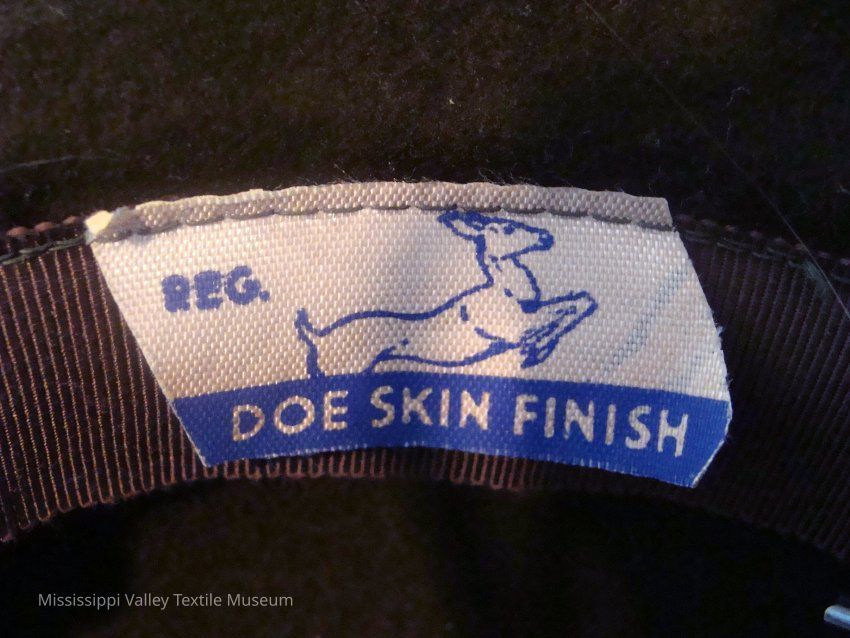 REG.
DOE SKIN FINISH
Mississippi Valley Textile Museum